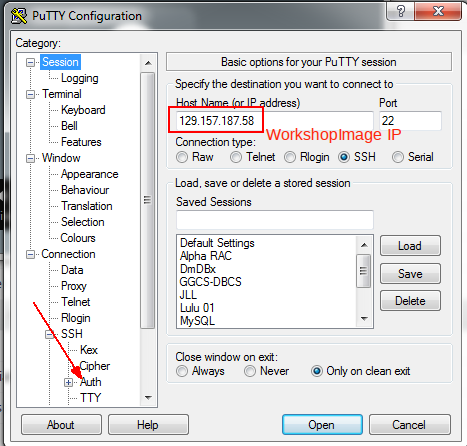 PuTTY Configuration
Category:
Session
Logging
Terminal
Keyboard
Bell
Features
Window
Appearance
Behaviour
Translation
Selection
Colours
Connection
Data
Proxy
Telnet
Rlogin
SSH
Kex
Cipher
Auth
TTY
Basic options for your PuTTY session
Specify the destination you want to connect to
Host Name (or IP address) Port
129.157.187.58 22
WorkshopImage IP
Connection type:
Raw Telnet Rlogin SSH Serial
Load, save or delete a stored session
Saved Sessions
Default Settings
Alpha RAC
DmDBx
GGCS-DBCS
JLL
Lulu 01
MySQL
Load
Save
Delete
Close window on exit:
Always Never Only on clean exit
About Help Open Cancel